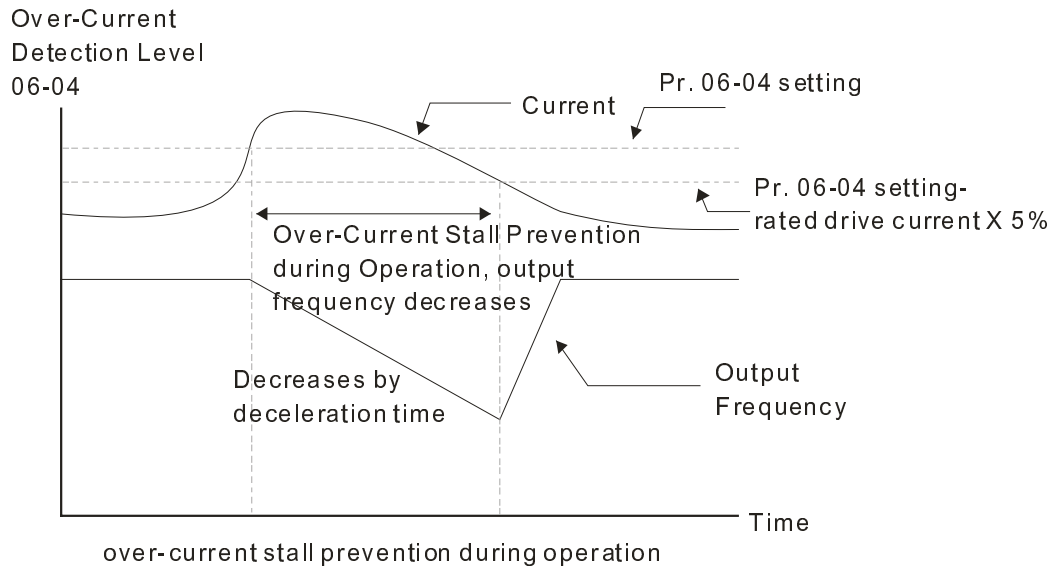 Over-Current
Detection Level
06-04
Pr. 06-04 setting
Current
Pr. 06-04 setting-
rated drive current X 5%
Over-Current Stall Prevention
during Operation, output
frequency decreases
Decreases by
deceleration time
Output
Frequency
Time
over-current stall prevention during operation